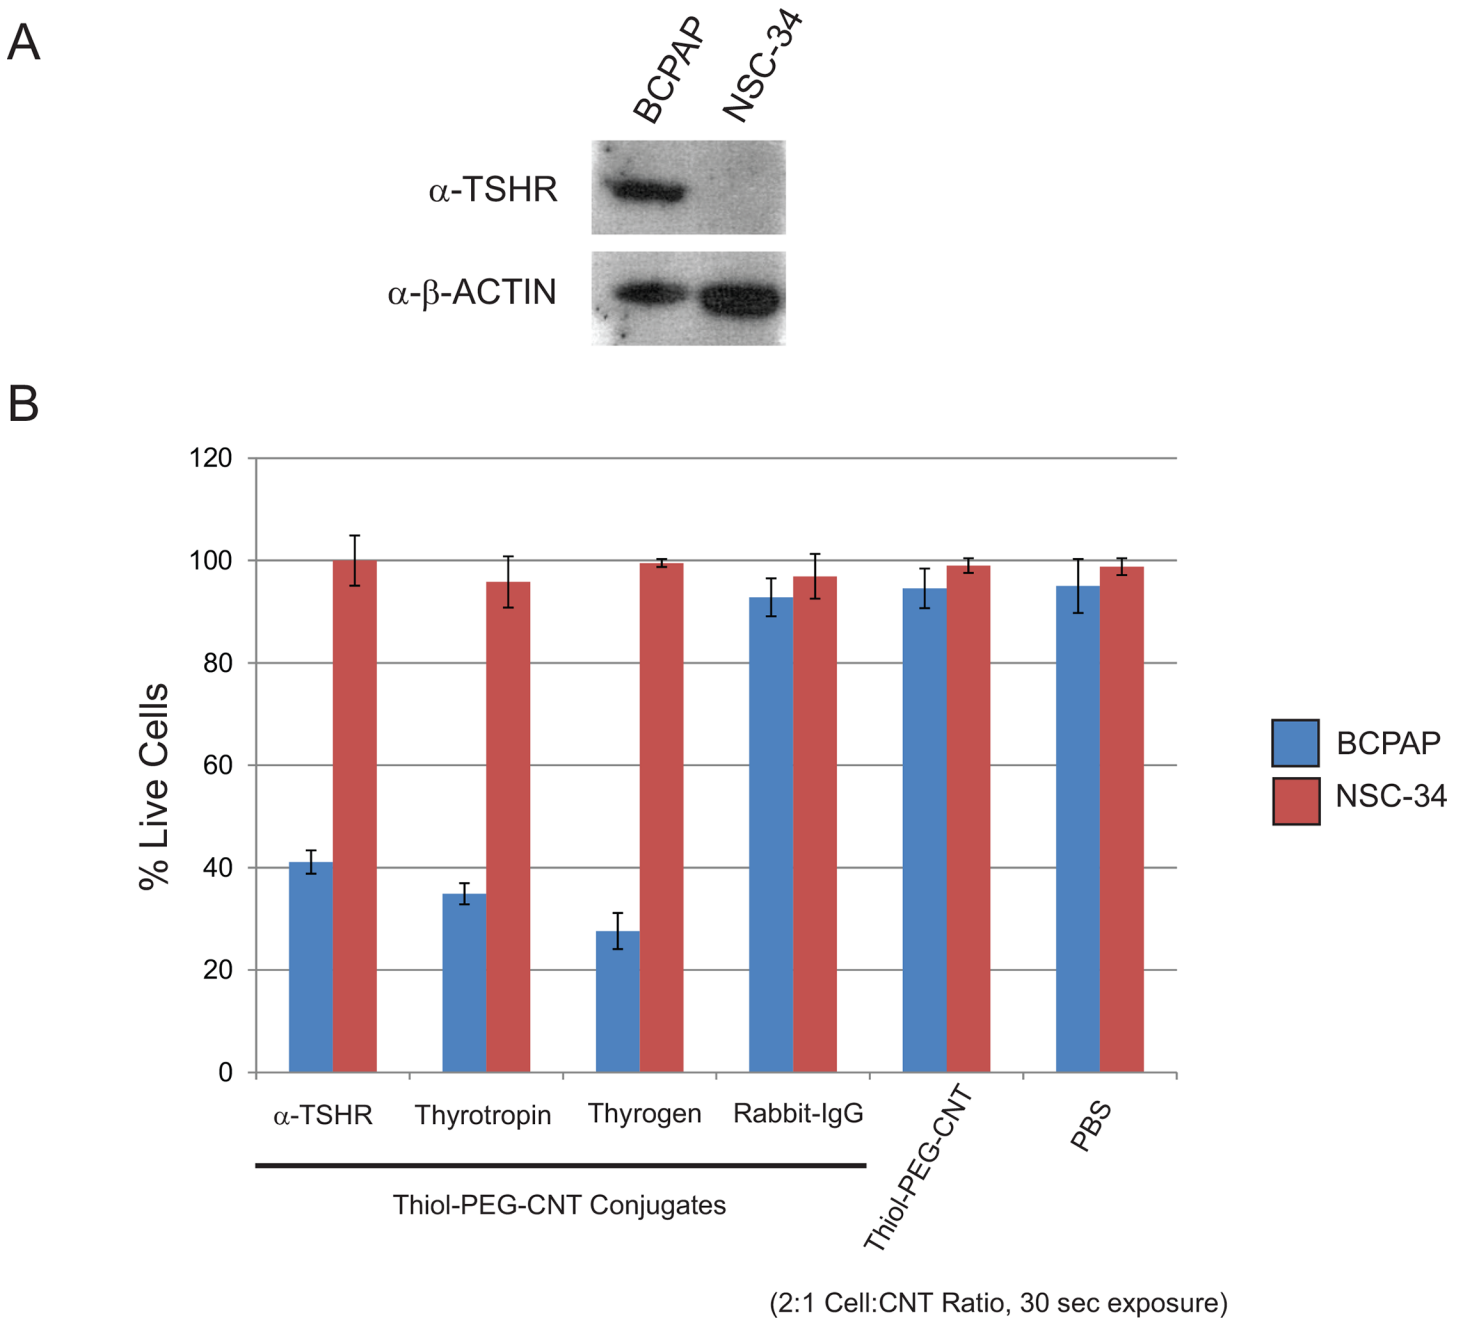 A
BCPAP
NSC-34
α-TSHR
α-β-ACTIN
B
120
100
80
60
40
20
0
% Live Cells
BCPAP
NSC-34
α-TSHR
Thyrotropin
Thyrogen
Rabbit-IgG
Thiol-PEG-CNT
PBS
Thiol-PEG-CNT Conjugates
(2:1 Cell:CNT Ratio, 30 sec exposure)